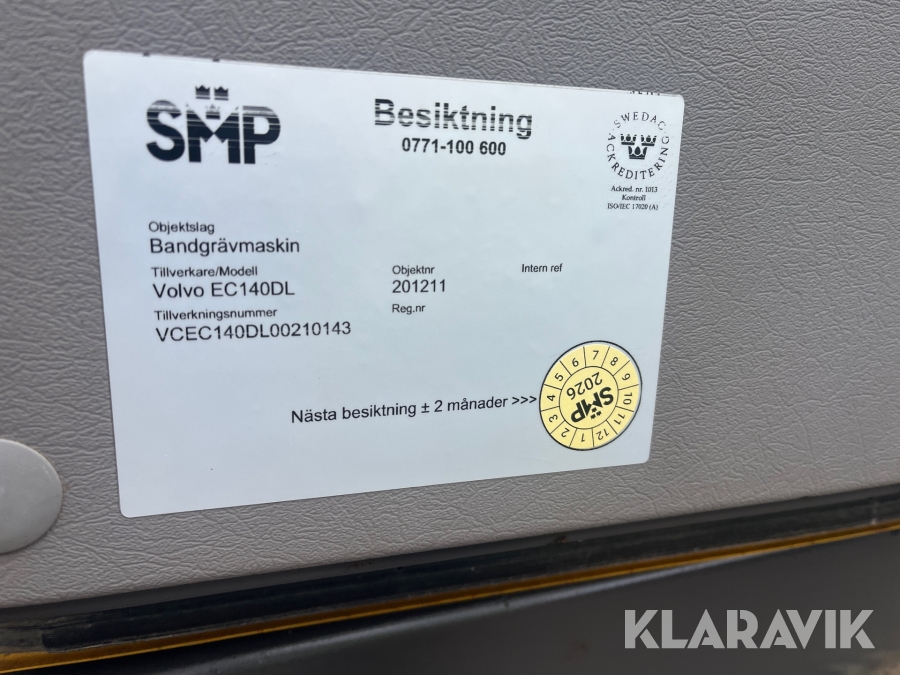 SMP
Besiktning
0771-100 600
SWEDAC
ACKREDITERING
Ackred. nr. 1013
Kontroll
ISO/IEC 17020 (A)
Objektslag
Bandgrävmaskin
Tillverkare/Modell
Volvo EC140DL
Objektnr
201211
Intern ref
Tillverkningsnummer
VCEC140DL00210143
Reg.nr
Nästa besiktning ± 2 månader >>>
1 2 3 4 5 6 7 8 9 10 11 12
SMP
2026
KLARAVIK